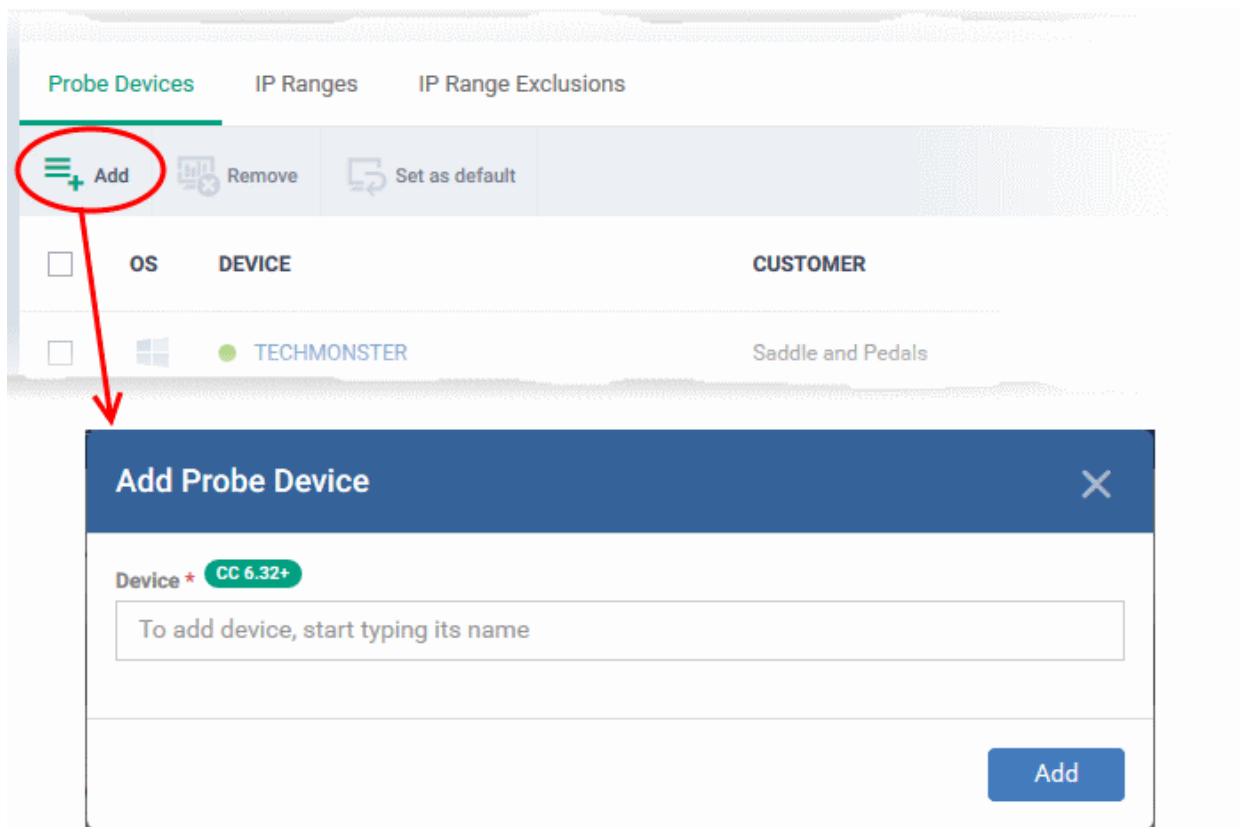 Probe Devices IP Ranges IP Range Exclusions
Add Remove Set as default
OS DEVICE CUSTOMER
TECHMONSTER Saddle and Pedals
Add Probe Device
Device * CC 6.32+
To add device, start typing its name
Add